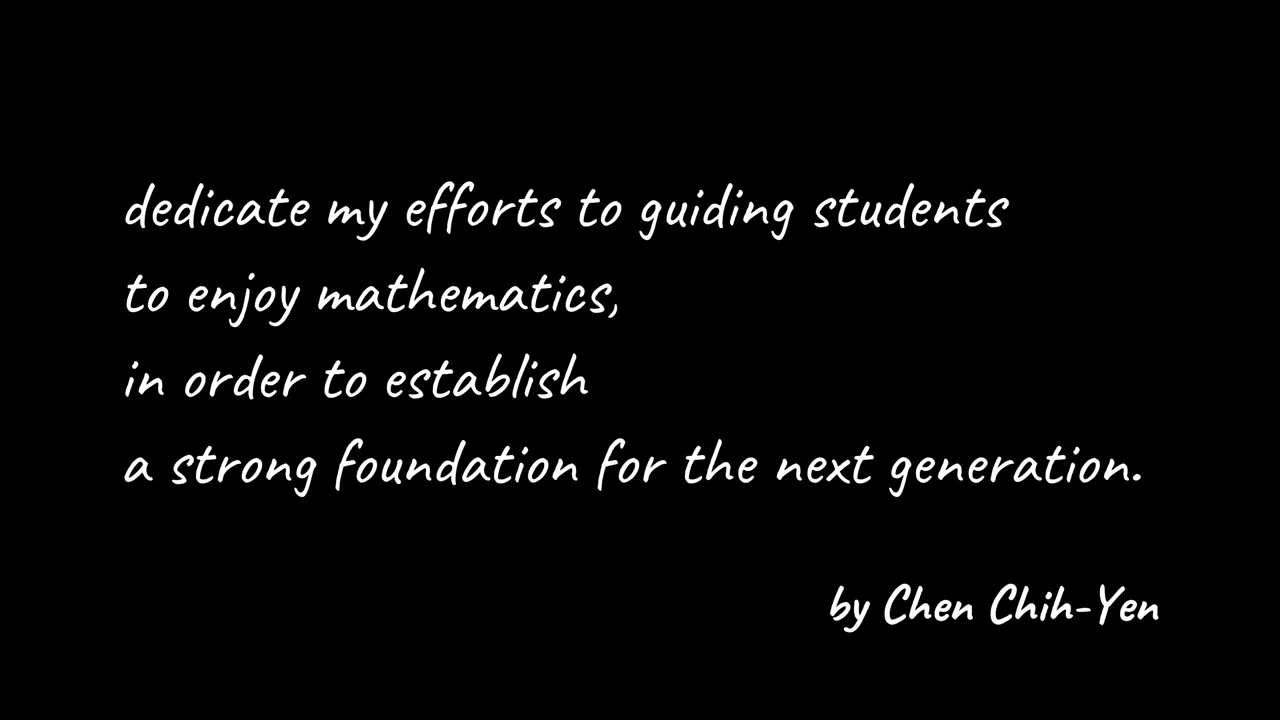 dedicate my efforts to guiding students
to enjoy mathematics,
in order to establish
a strong foundation for the next generation.
by Chen Chih-Yen